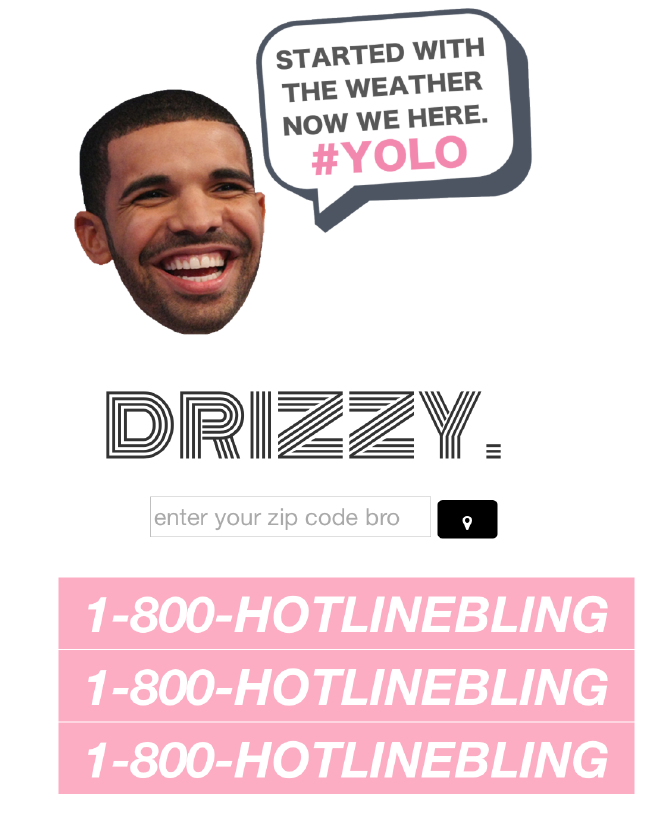 STARTED WITH
THE WEATHER
NOW WE HERE.
#YOLO
DRIZZY.
enter your zip code bro
1-800-HOTLINEBLING
1-800-HOTLINEBLING
1-800-HOTLINEBLING